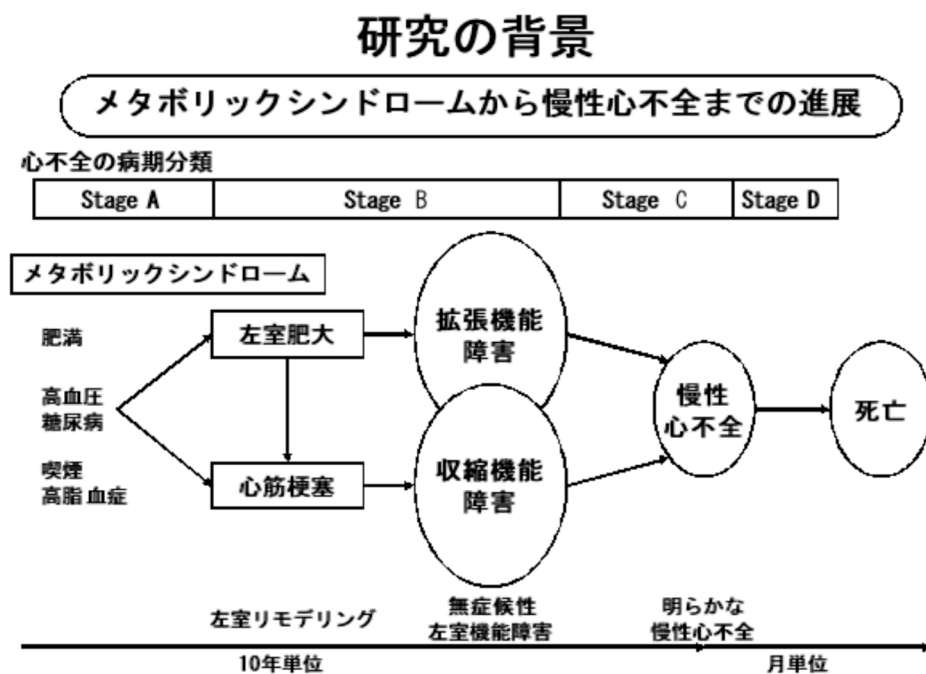 研究の背景
メタボリックシンドロームから慢性心不全までの進展
心不全の病期分類
Stage A
Stage B
Stage C
Stage D
メタボリックシンドローム
肥満
高血圧
糖尿病
喫煙
高脂血症
左室肥大
心筋梗塞
拡張機能
障害
収縮機能
障害
慢性
心不全
死亡
左室リモデリング
無症候性
左室機能障害
明らかな
慢性心不全
10年単位
月単位